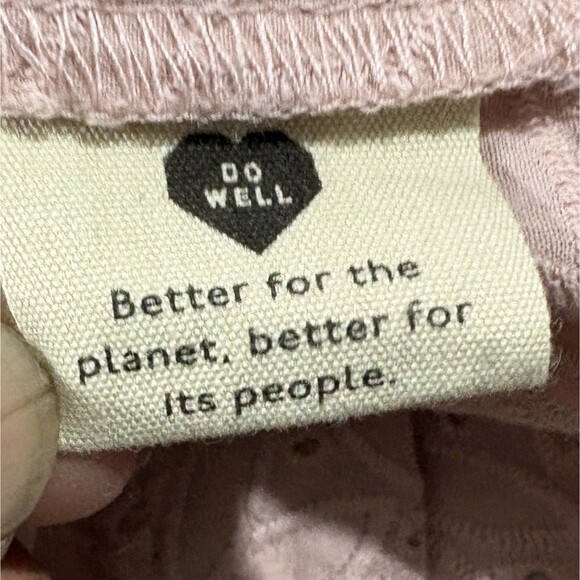 DO
WELL
Better for the
planet, better for
its people.